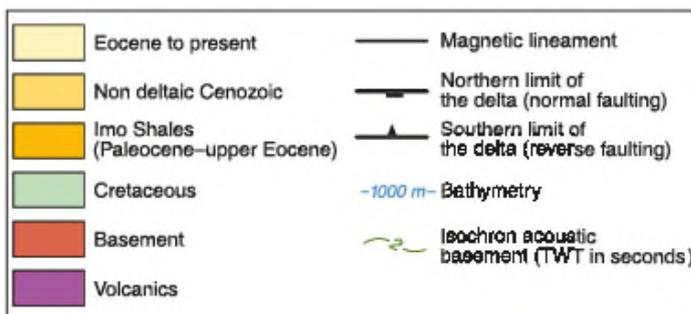 Eocene to present
Non deltaic Cenozoic
Imo Shales
(Paleocene–upper Eocene)
Cretaceous
Basement
Volcanics
Magnetic lineament
Northern limit of
the delta (normal faulting)
Southern limit of
the delta (reverse faulting)
–1000 m– Bathymetry
2 Isochron acoustic
basement (TWT in seconds)